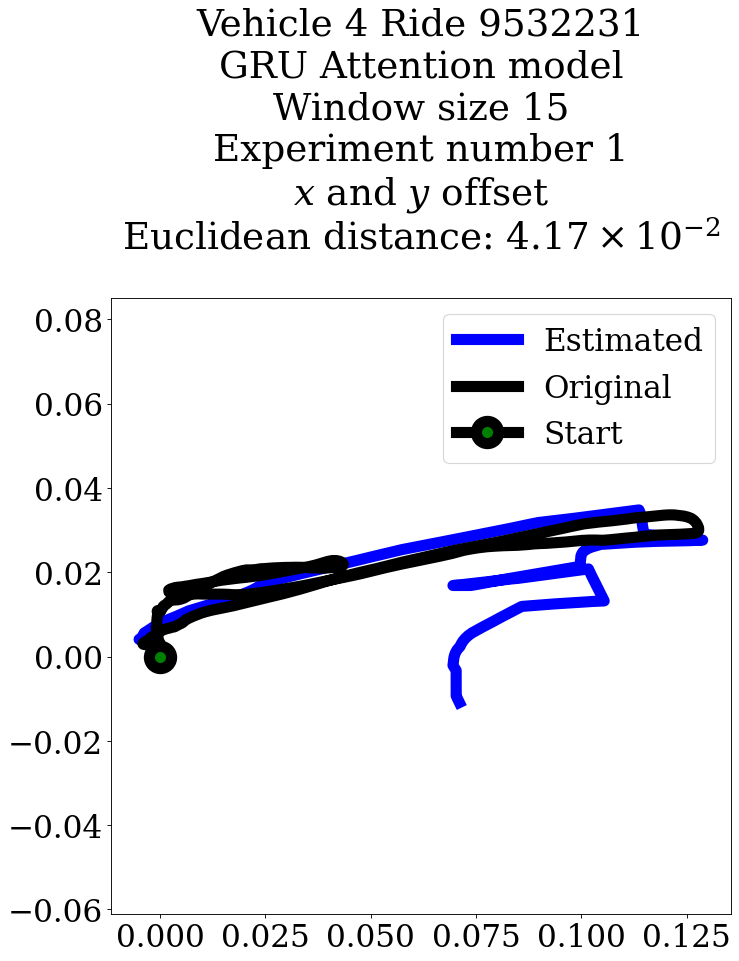 Vehicle 4 Ride 9532231
GRU Attention model
Window size 15
Experiment number 1
x and y offset
Euclidean distance: 4.17 × 10⁻²
Estimated
Original
Start
0.08
0.06
0.04
0.02
0.00
−0.02
−0.04
−0.06
0.000 0.025 0.050 0.075 0.100 0.125